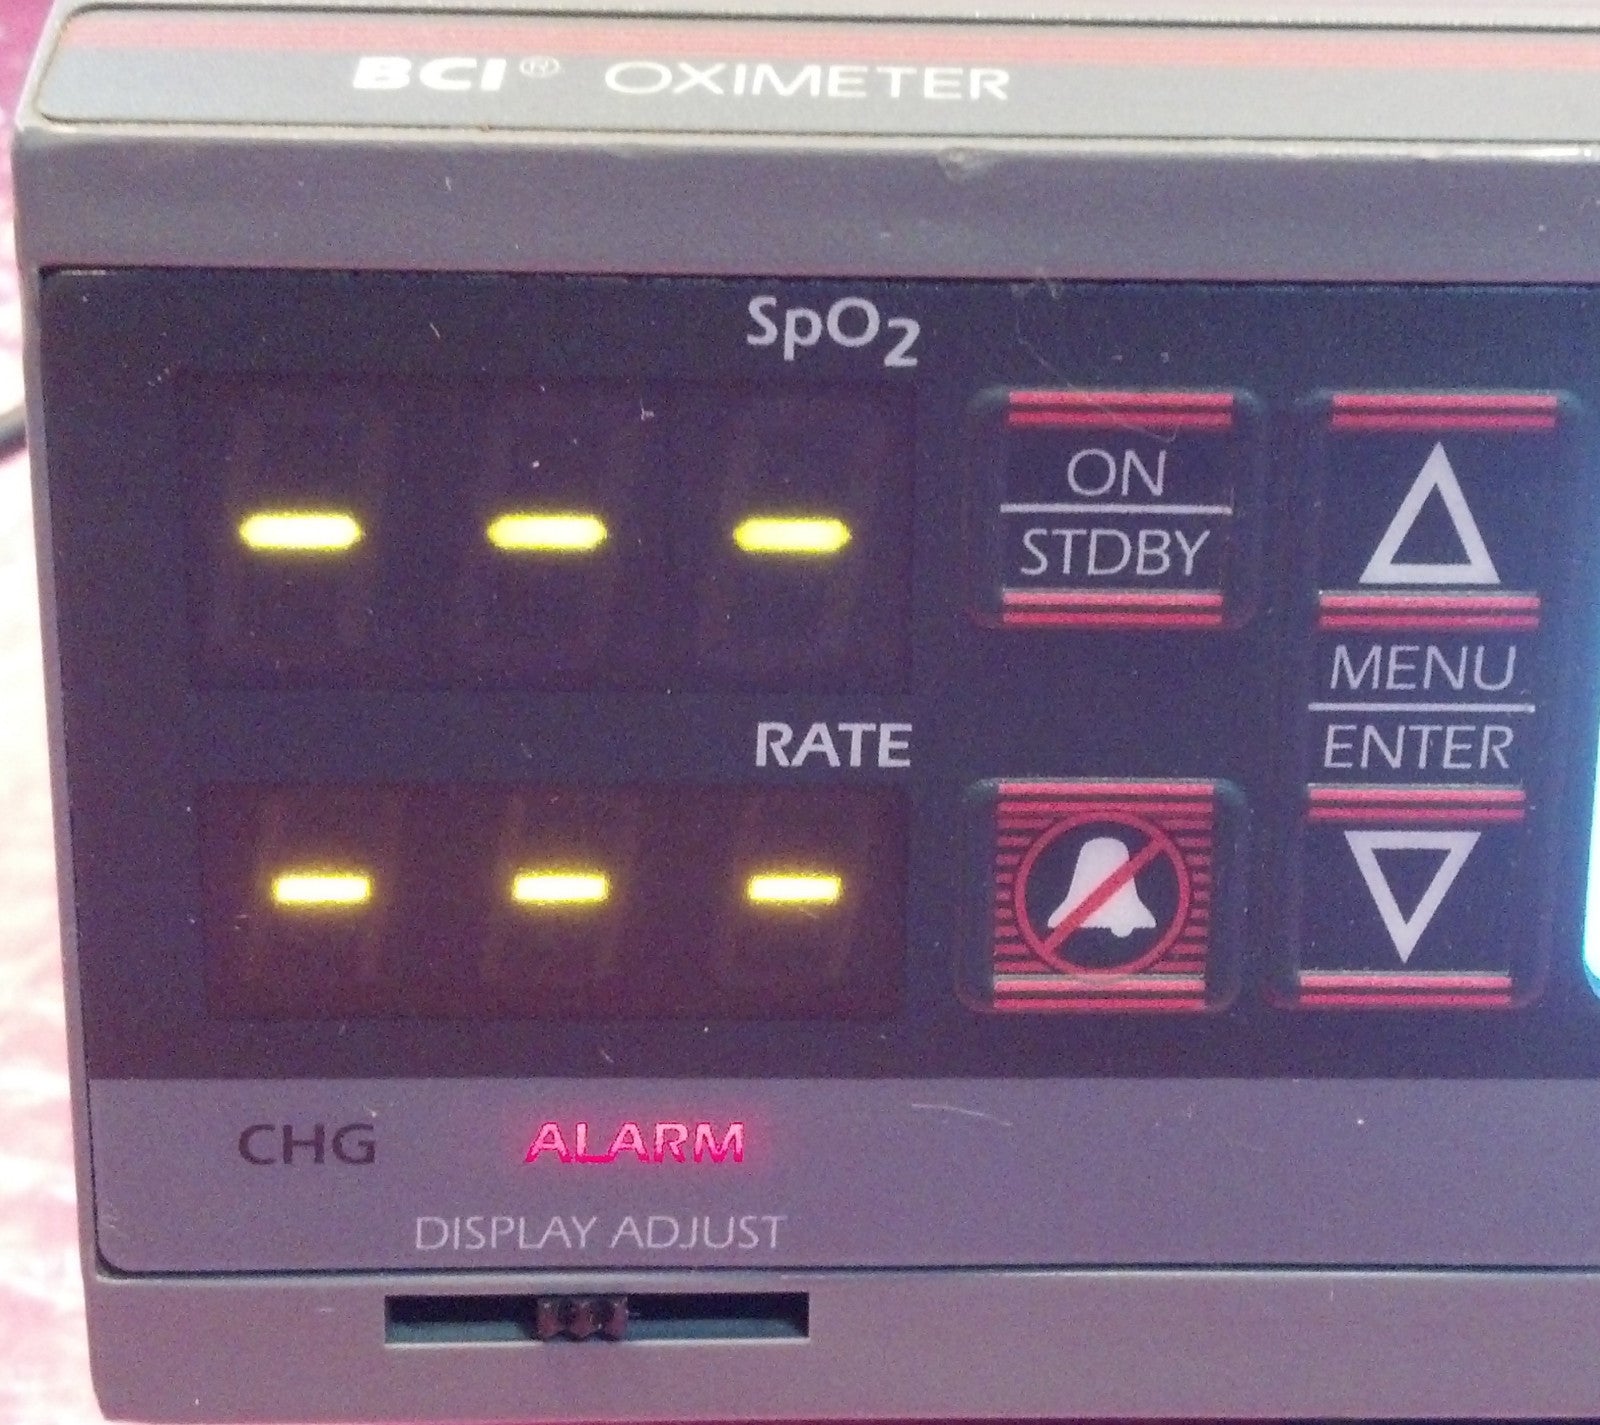 BCI® OXIMETER
SpO2
- - -
ON
STDBY
MENU
ENTER
RATE
- - -
CHG ALARM
DISPLAY ADJUST